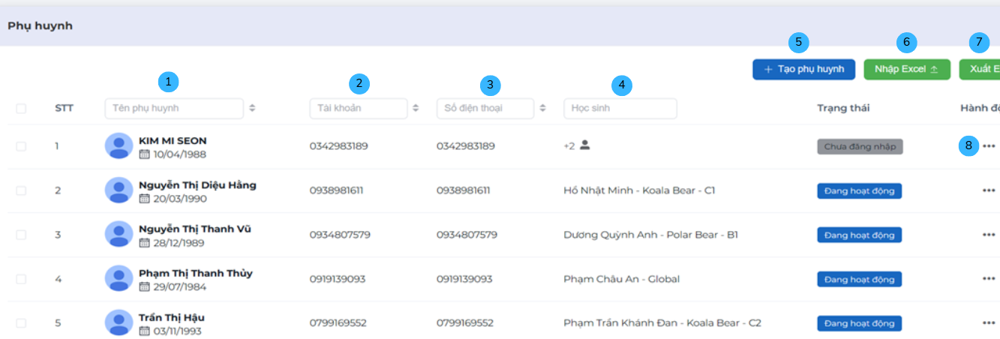 Phụ huynh
5 6 7
+ Tạo phụ huynh Nhập Excel Xuất E
1 2 3 4
STT Tên phụ huynh Tài khoản Số điện thoại Học sinh Trạng thái Hành độ
1 KIM MI SEON 0342983189 0342983189 +2 Chưa đăng nhập 8 •••
10/04/1988
2 Nguyễn Thị Diệu Hằng 0938981611 0938981611 Hồ Nhật Minh - Koala Bear - C1 Đang hoạt động •••
20/03/1990
3 Nguyễn Thị Thanh Vũ 0934807579 0934807579 Dương Quỳnh Anh - Polar Bear - B1 Đang hoạt động •••
28/12/1989
4 Phạm Thị Thanh Thủy 0919139093 0919139093 Phạm Châu An - Global Đang hoạt động •••
29/07/1984
5 Trần Thị Hậu 0799169552 0799169552 Phạm Trần Khánh Đan - Koala Bear - C2 Đang hoạt động •••
03/11/1993